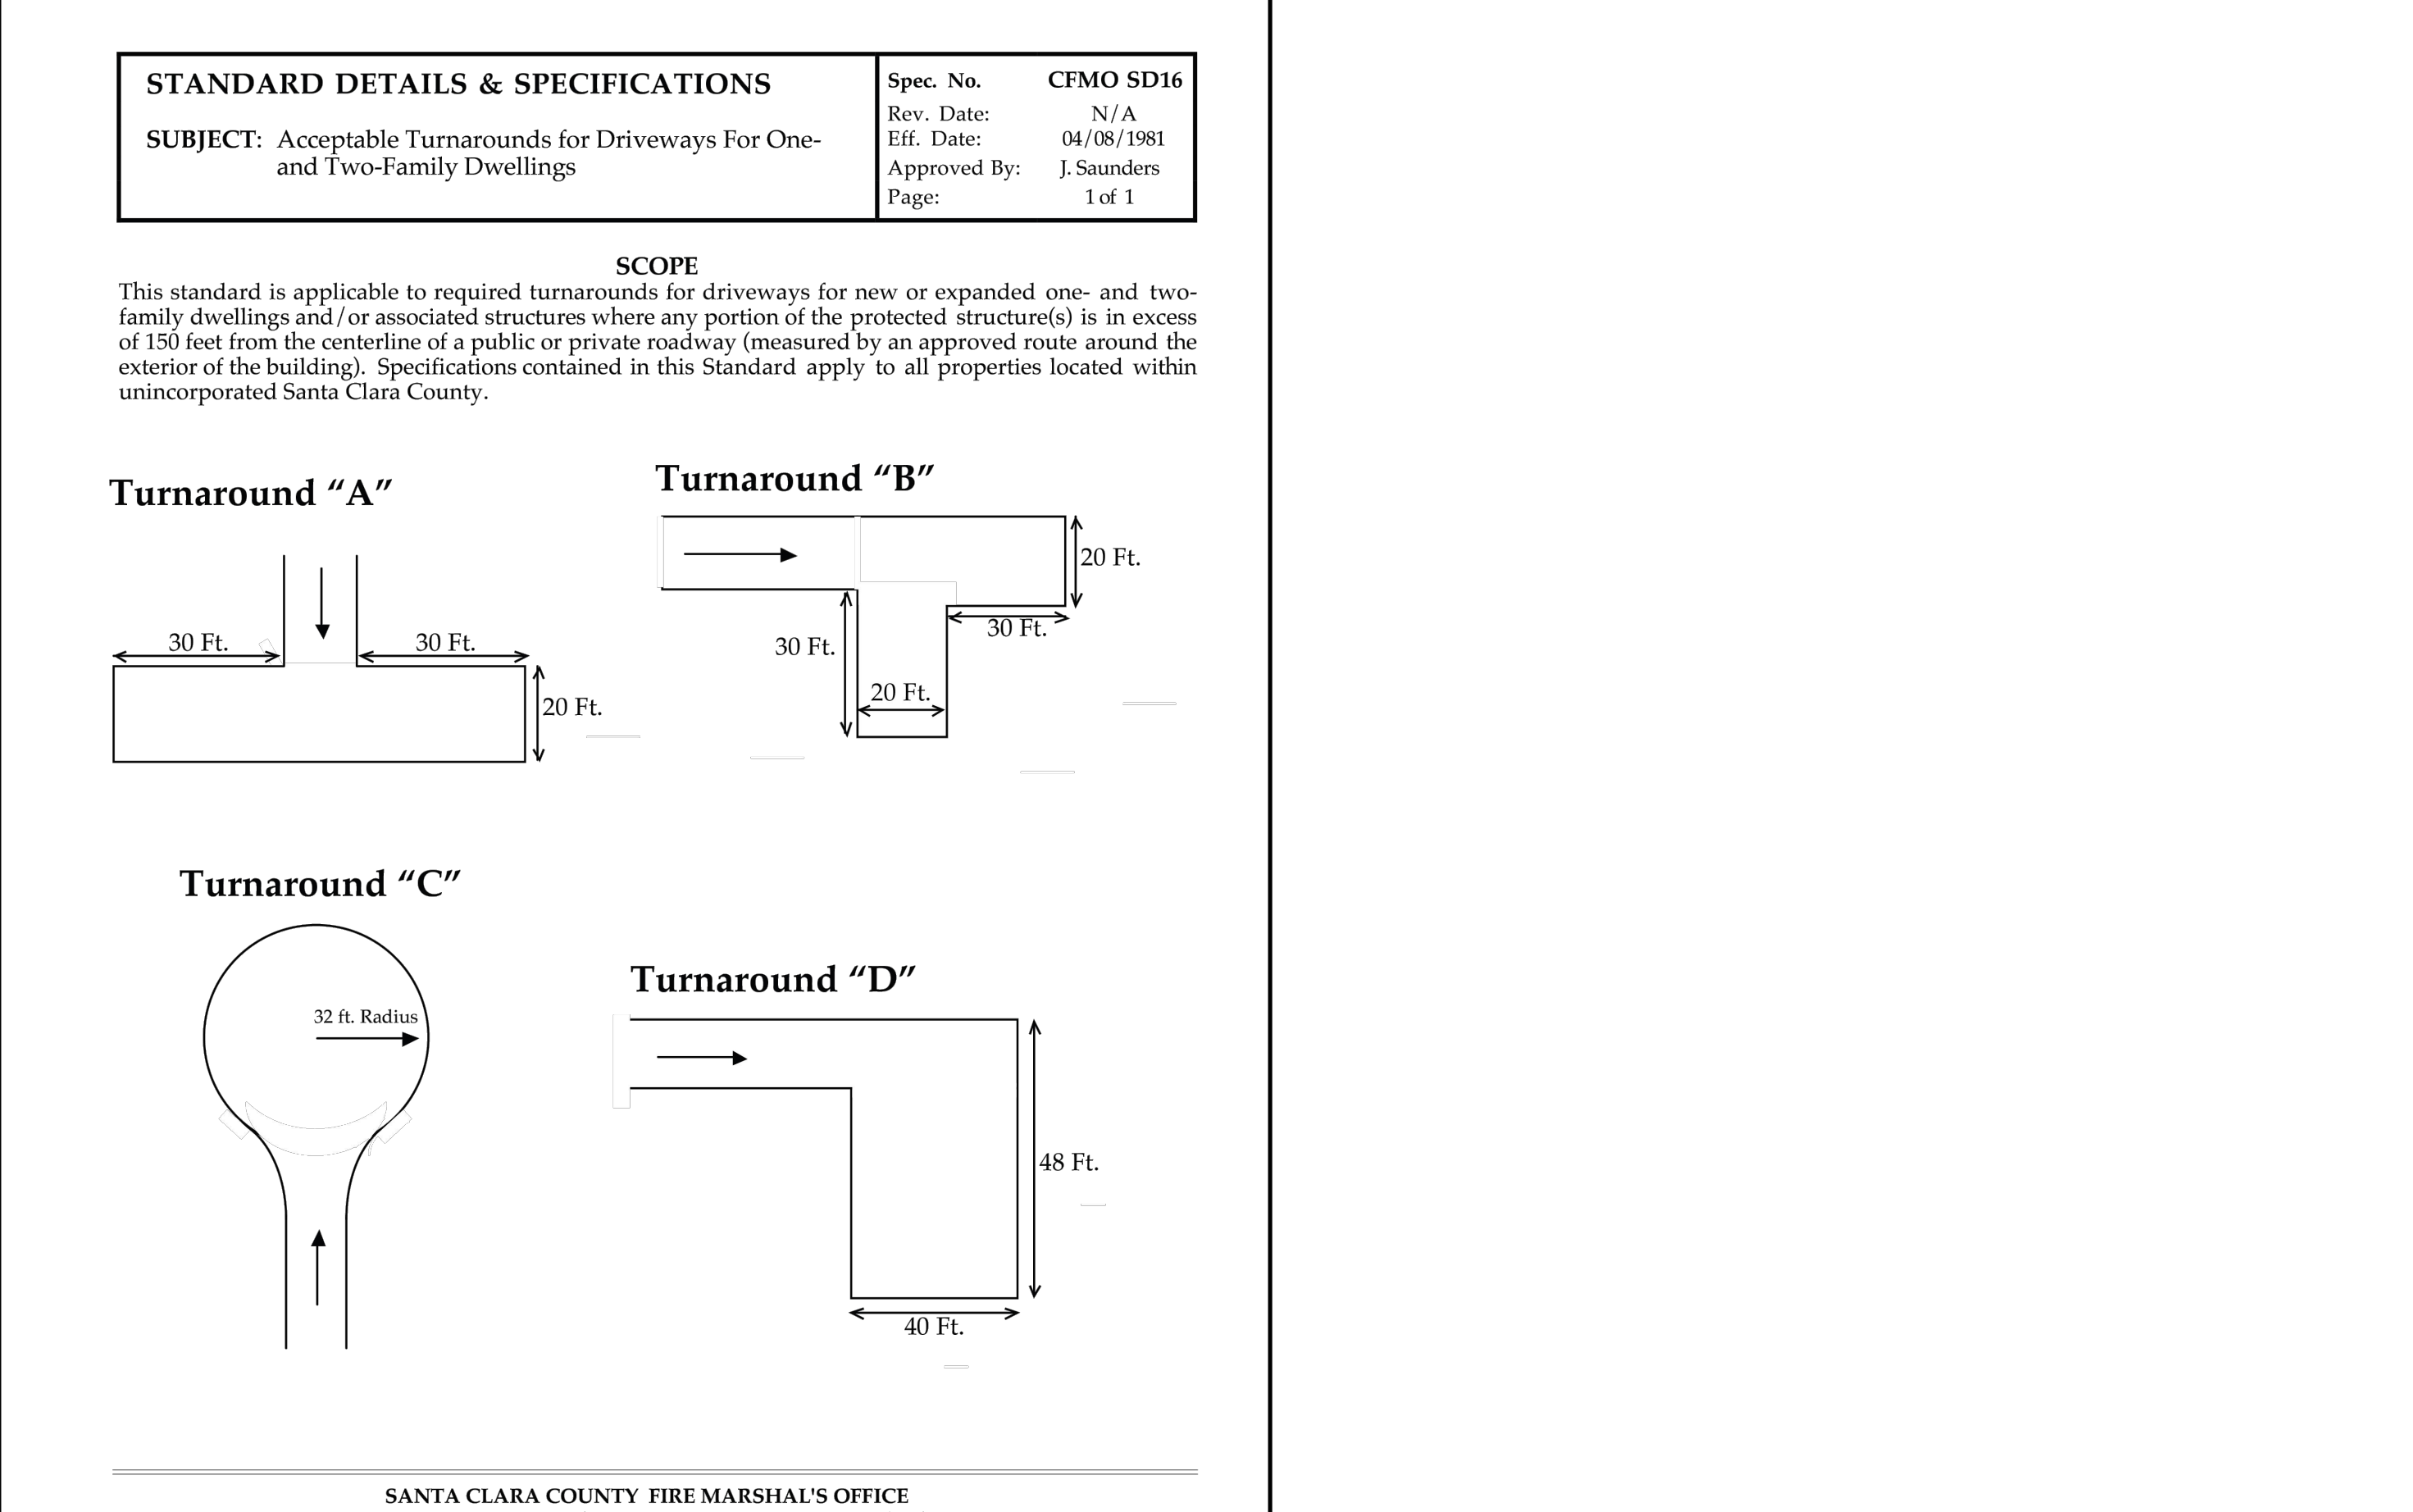 STANDARD DETAILS & SPECIFICATIONS
SUBJECT: Acceptable Turnarounds for Driveways For One-
and Two-Family Dwellings
Spec. No. CFMO SD16
Rev. Date: N/A
Eff. Date: 04/08/1981
Approved By: J. Saunders
Page: 1 of 1
SCOPE
This standard is applicable to required turnarounds for driveways for new or expanded one- and two-
family dwellings and/or associated structures where any portion of the protected structure(s) is in excess
of 150 feet from the centerline of a public or private roadway (measured by an approved route around the
exterior of the building). Specifications contained in this Standard apply to all properties located within
unincorporated Santa Clara County.
Turnaround “A”
30 Ft.
30 Ft.
20 Ft.
Turnaround “B”
20 Ft.
30 Ft.
30 Ft.
20 Ft.
Turnaround “C”
32 ft. Radius
Turnaround “D”
48 Ft.
40 Ft.
SANTA CLARA COUNTY FIRE MARSHAL'S OFFICE